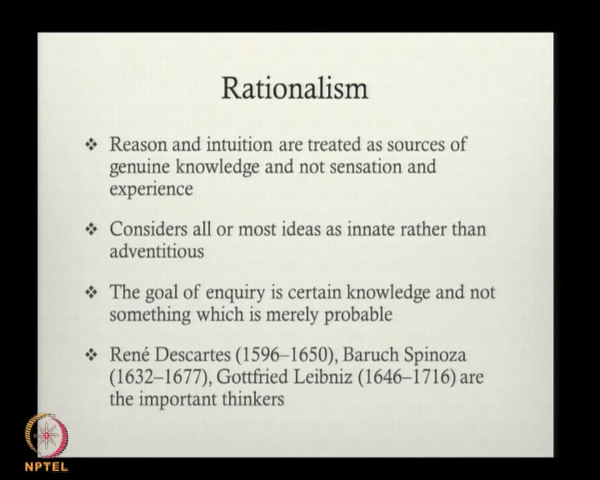 Rationalism
❖ Reason and intuition are treated as sources of
genuine knowledge and not sensation and
experience
❖ Considers all or most ideas as innate rather than
adventitious
❖ The goal of enquiry is certain knowledge and not
something which is merely probable
❖ René Descartes (1596–1650), Baruch Spinoza
(1632–1677), Gottfried Leibniz (1646–1716) are
the important thinkers
NPTEL